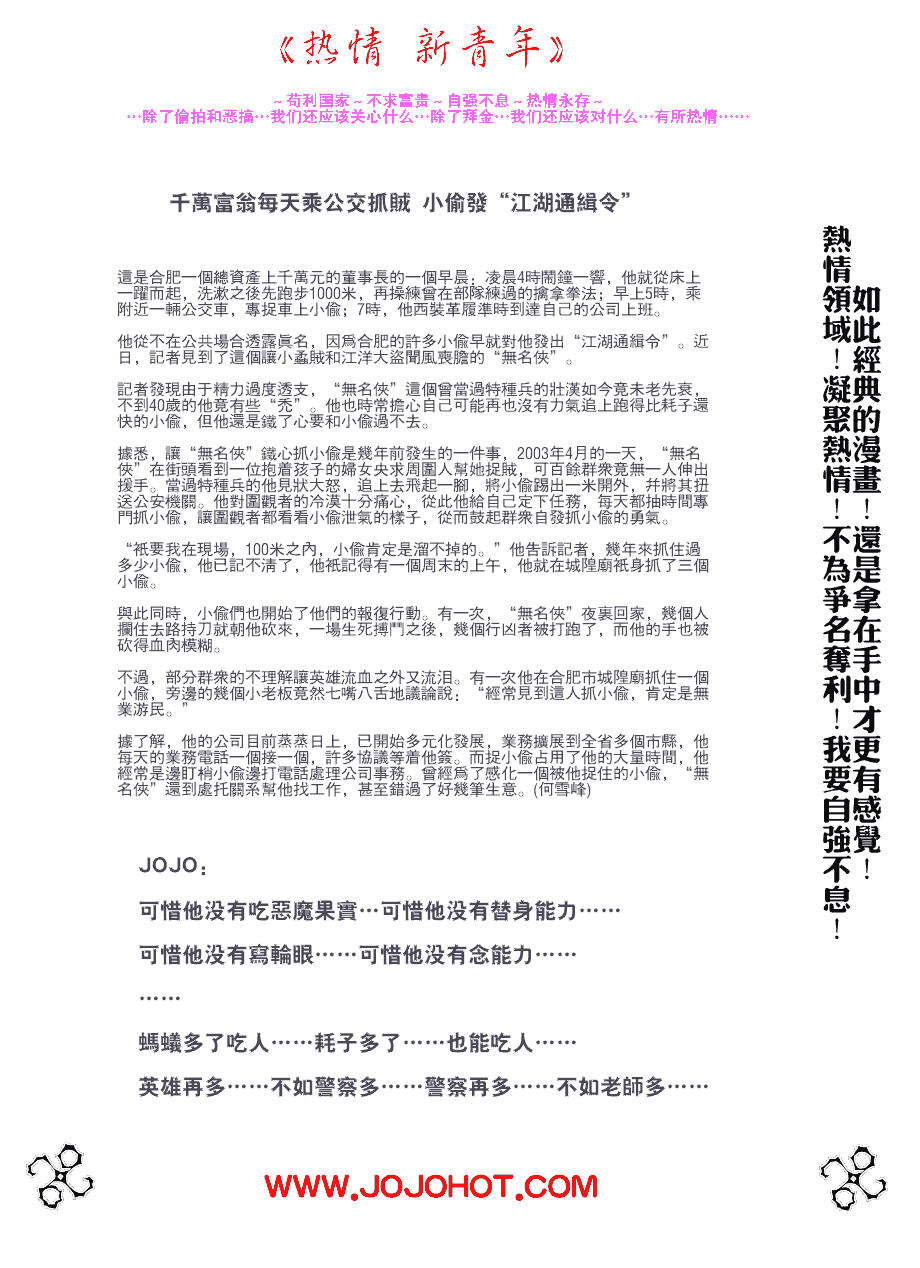 《热情 新青年》
~苟利国家~不求富贵~自强不息~热情永存~
…除了偷拍和恶搞…我们还应该关心什么…除了拜金…我们还应该对什么…有所热情……
千萬富翁每天乘公交抓賊 小偷發“江湖通緝令”
這是合肥一個總資產上千萬元的董事長的一個早晨；凌晨4時鬧鐘一響，他就從床上
一躍而起，洗漱之後先跑步1000米，再操練曾在部隊練過的擒拿拳法；早上5時，乘
附近一輛公交車，專捉車上小偷；7時，他西裝革履準時到達自己的公司上班。
他從不在公共場合透露眞名，因爲合肥的許多小偷早就對他發出“江湖通緝令”。近
日，記者見到了這個讓小蟊賊和江洋大盜聞風喪膽的“無名俠”。
記者發現由于精力過度透支，“無名俠”這個曾當過特種兵的壯漢如今竟未老先衰，
不到40歲的他竟有些“禿”。他也時常擔心自己可能再也沒有力氣追上跑得比耗子還
快的小偷，但他還是鐵了心要和小偷過不去。
據悉，讓“無名俠”鐵心抓小偷是幾年前發生的一件事，2003年4月的一天，“無名
俠”在街頭看到一位抱着孩子的婦女央求周圍人幫她捉賊，可百餘群衆竟無一人伸出
援手。當過特種兵的他見狀大怒，追上去飛起一腳，將小偷踢出一米開外，幷將其扭
送公安機關。他對圍觀者的冷漠十分痛心，從此他給自己定下任務，每天都抽時間專
門抓小偷，讓圍觀者都看看小偷泄氣的樣子，從而鼓起群衆自發抓小偷的勇氣。
“衹要我在現場，100米之內，小偷肯定是溜不掉的。”他告訴記者，幾年來抓住過
多少小偷，他已記不淸了，他衹記得有一個周末的上午，他就在城隍廟衹身抓了三個
小偷。
與此同時，小偷們也開始了他們的報復行動。有一次，“無名俠”夜裏回家，幾個人
攔住去路持刀就朝他砍來，一場生死搏鬥之後，幾個行凶者被打跑了，而他的手也被
砍得血肉模糊。
不過，部分群衆的不理解讓英雄流血之外又流泪。有一次他在合肥市城隍廟抓住一個
小偷，旁邊的幾個小老板竟然七嘴八舌地議論說：“經常見到這人抓小偷，肯定是無
業游民。”
據了解，他的公司目前蒸蒸日上，已開始多元化發展，業務擴展到全省多個市縣，他
每天的業務電話一個接一個，許多協議等着他簽。而捉小偷占用了他的大量時間，他
經常是邊盯梢小偷邊打電話處理公司事務。曾經爲了感化一個被他捉住的小偷，“無
名俠”還到處托關系幫他找工作，甚至錯過了好幾筆生意。(何雪峰)
JOJO：
可惜他没有吃惡魔果實…可惜他没有替身能力……
可惜他没有寫輪眼……可惜他没有念能力……
……
螞蟻多了吃人……耗子多了……也能吃人……
英雄再多……不如警察多……警察再多……不如老師多……
如此經典的漫畫！還是拿在手中才更有感覺！
熱情領域！凝聚熱情！不為爭名奪利！我要自強不息！
WWW.JOJOHOT.COM